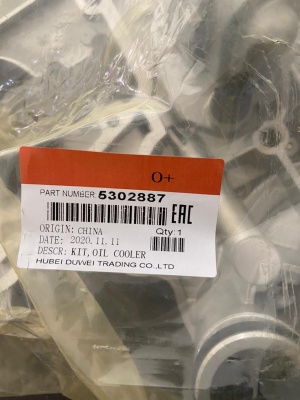 O+
PART NUMBER: 5302887
EAC
ORIGIN: CHINA
Qty:1
DATE: 2020.11.11
DESCR: KIT, OIL COOLER
HUBEI DUWEI TRADING CO.,LTD